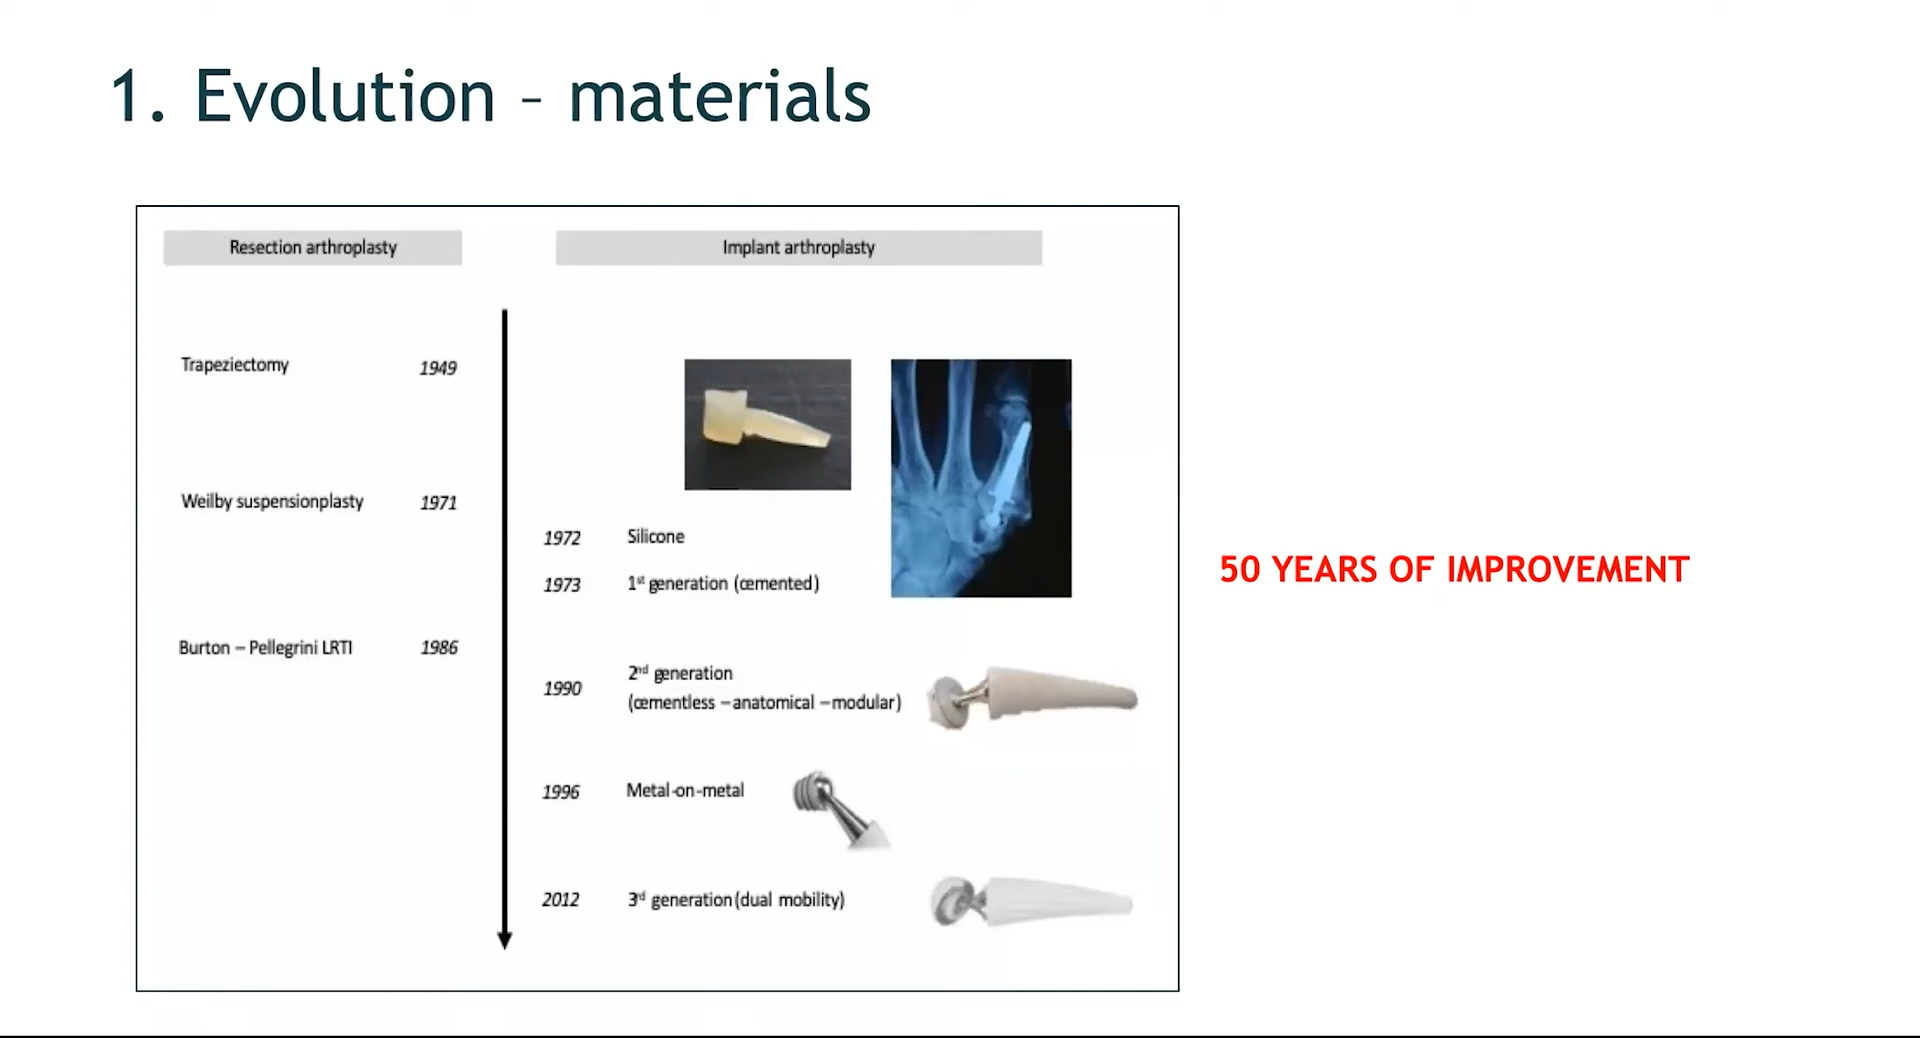 1. Evolution – materials
Resection arthroplasty
Implant arthroplasty
Trapeziectomy 1949
Weilby suspensionplasty 1971
1972 Silicone
1973 1st generation (cemented)
Burton – Pellegrini LRTI 1986
1990 2nd generation
(cementless – anatomical – modular)
1996 Metal-on-metal
2012 3rd generation (dual mobility)
50 YEARS OF IMPROVEMENT